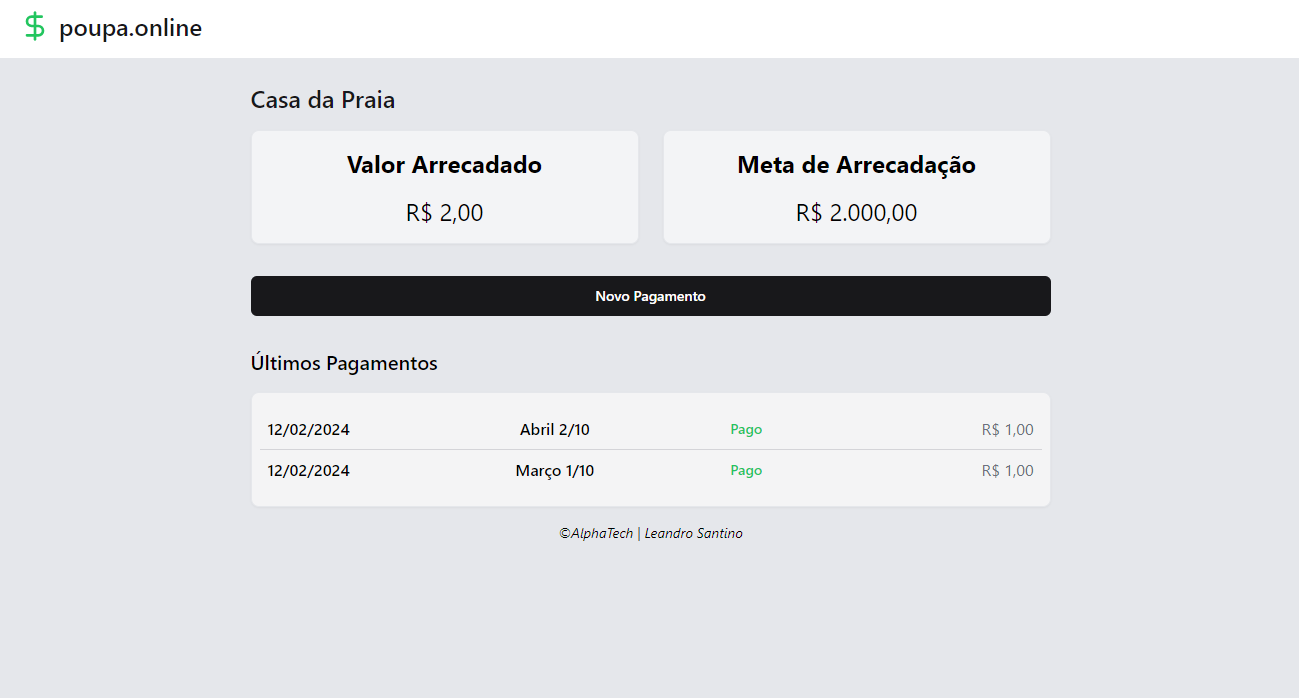 $ poupa.online
Casa da Praia
Valor Arrecadado
R$ 2,00
Meta de Arrecadação
R$ 2.000,00
Novo Pagamento
Últimos Pagamentos
12/02/2024 Abril 2/10 Pago R$ 1,00
12/02/2024 Março 1/10 Pago R$ 1,00
©AlphaTech | Leandro Santino